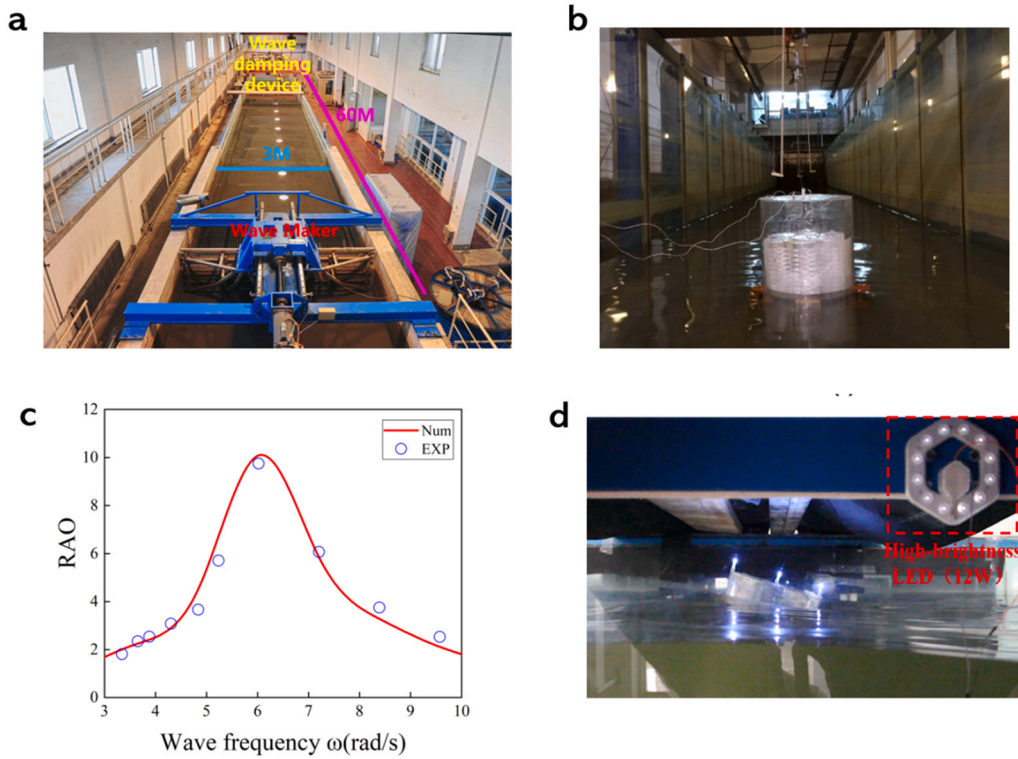 a
Wave
damping
device
60M
3M
Wave Maker
b
c
12
10
8
6
4
2
0
RAO
Num
EXP
3 4 5 6 7 8 9 10
Wave frequency ω(rad/s)
d
High-brightness
LED（12W）